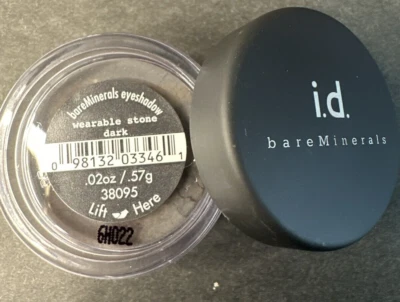 bareMinerals eyeshadow
wearable stone
dark
0 98132 03346 1
.02oz / .57g
38095
Lift Here
6H022
i.d.
bareMinerals